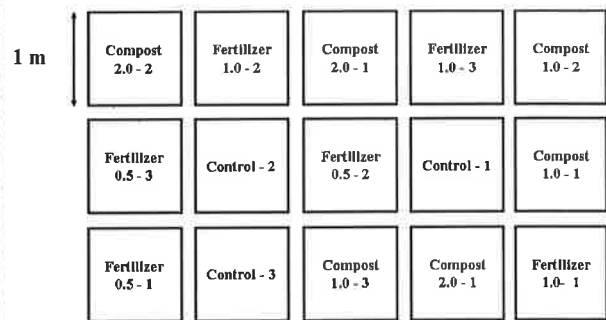 1 m
Compost
2.0 - 2
Fertilizer
1.0 - 2
Compost
2.0 - 1
Fertilizer
1.0 - 3
Compost
1.0 - 2
Fertilizer
0.5 - 3
Control - 2
Fertilizer
0.5 - 2
Control - 1
Compost
1.0 - 1
Fertilizer
0.5 - 1
Control - 3
Compost
1.0 - 3
Compost
2.0 - 1
Fertilizer
1.0- 1